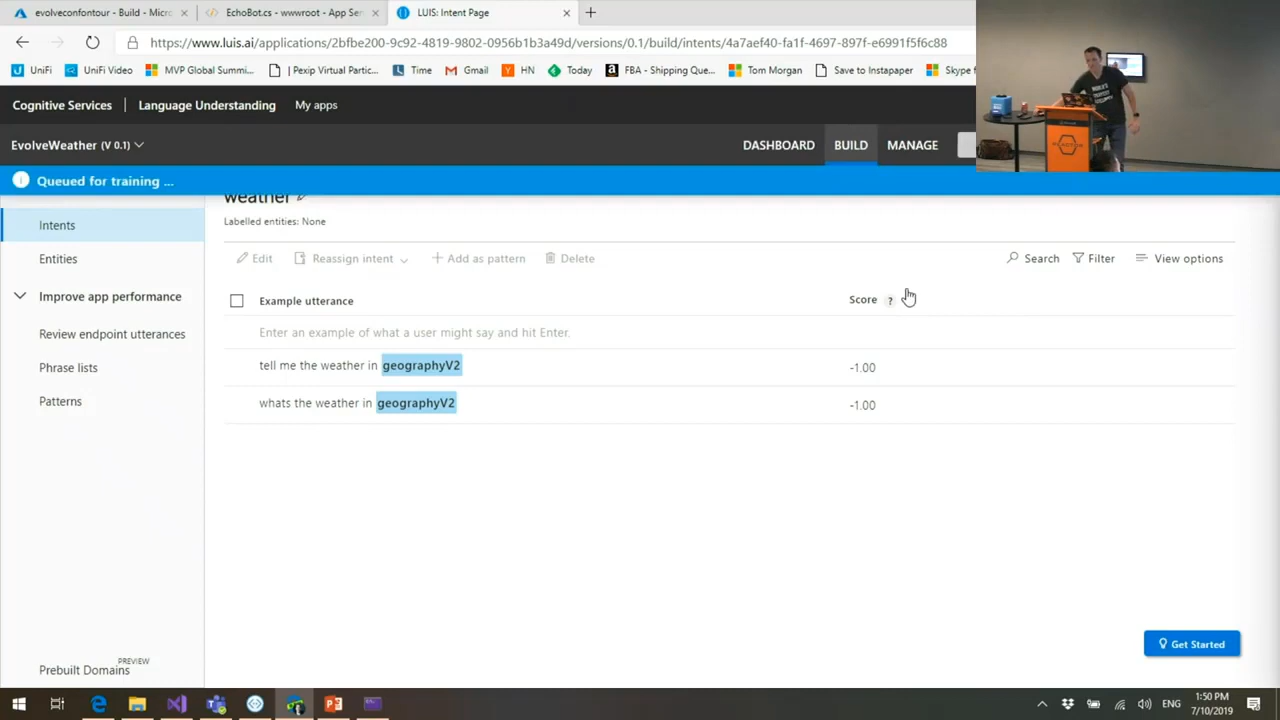 evolveconfontour - Build - Micro
EchoBot.cs - wwwroot - App Ser
LUIS: Intent Page
https://www.luis.ai/applications/2bfbe200-9c92-4819-9802-0956b1b3a49d/versions/0.1/build/intents/4a7aef40-fa1f-4697-897f-e6991f5f6c88
UniFi
UniFi Video
MVP Global Summi...
| Pexip Virtual Partic...
Time
Gmail
HN
Today
FBA - Shipping Que...
Tom Morgan
Save to Instapaper
Skype f
Cognitive Services
Language Understanding
My apps
EvolveWeather (V 0.1)
DASHBOARD
BUILD
MANAGE
Queued for training ...
weather
Labelled entities: None
Intents
Entities
Improve app performance
Review endpoint utterances
Phrase lists
Patterns
Prebuilt Domains
PREVIEW
Edit
Reassign intent
+ Add as pattern
Delete
Search
Filter
View options
Example utterance
Score ?
Enter an example of what a user might say and hit Enter.
tell me the weather in geographyV2
-1.00
whats the weather in geographyV2
-1.00
Get Started
REACTOR
ENG
1:50 PM
7/10/2019